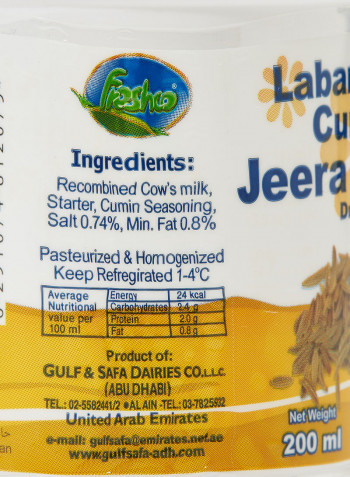 freshco
Ingredients:
Recombined Cow's milk,
Starter, Cumin Seasoning,
Salt 0.74%, Min. Fat 0.8%
Pasteurized & Homogenized
Keep Refregirated 1-4°C
Average Nutritional value per 100 ml
Energy 24 kcal
Carbohydrates 2.4 g
Protein 2.0 g
Fat 0.8 g
Product of:
GULF & SAFA DAIRIES CO.L.L.C
(ABU DHABI)
TEL.: 02-5582441/2 • AL AIN -TEL.:03-7825502
United Arab Emirates
e-mail: gulfsafa@emirates.net.ae
www.gulfsafa-adh.com
Laba
Cu
Jeera
Net Weight
200 ml